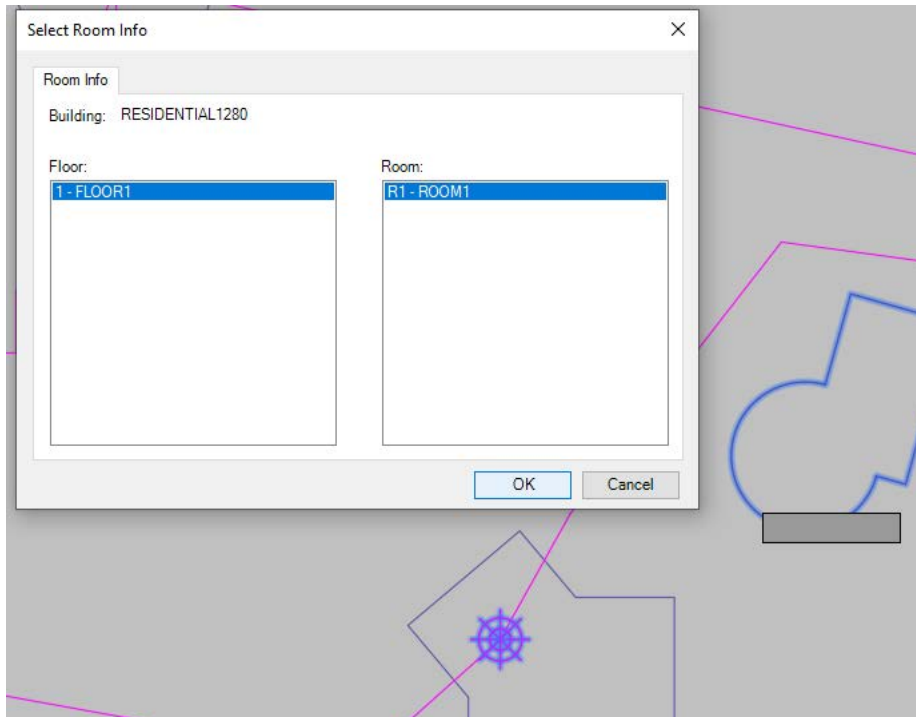 Select Room Info
Room Info
Building: RESIDENTIAL1280
Floor:
Room:
1 - FLOOR1
R1 - ROOM1
OK
Cancel